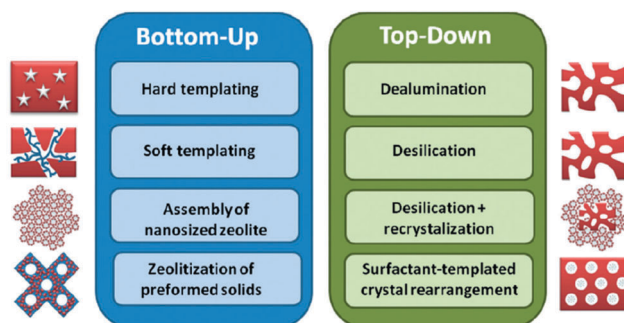 Bottom-Up
Hard templating
Soft templating
Assembly of
nanosized zeolite
Zeolitization of
preformed solids
Top-Down
Dealumination
Desilication
Desilication +
recrystalization
Surfactant-templated
crystal rearrangement